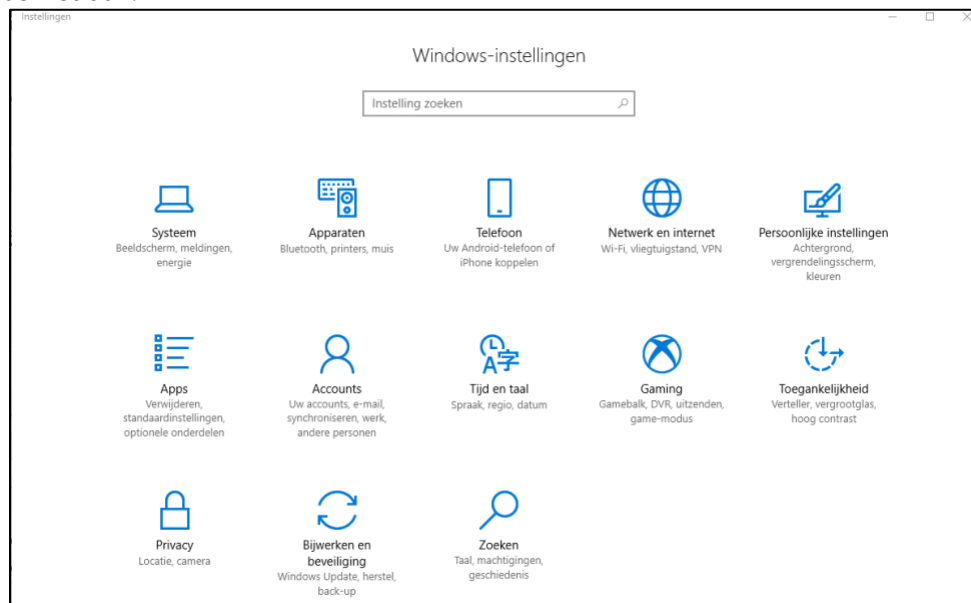 Instellingen
Windows-instellingen
Instelling zoeken
Systeem
Beeldscherm, meldingen,
energie
Apparaten
Bluetooth, printers, muis
Telefoon
Uw Android-telefoon of
iPhone koppelen
Netwerk en internet
Wi-Fi, vliegtuigstand, VPN
Persoonlijke instellingen
Achtergrond,
vergrendelingsscherm,
kleuren
Apps
Verwijderen,
standaardinstellingen,
optionele onderdelen
Accounts
Uw accounts, e-mail,
synchroniseren, werk,
andere personen
A字
Tijd en taal
Spraak, regio, datum
Gaming
Gamebalk, DVR, uitzenden,
game-modus
Toegankelijkheid
Verteller, vergrootglas,
hoog contrast
Privacy
Locatie, camera
Bijwerken en
beveiliging
Windows Update, herstel,
back-up
Zoeken
Taal, machtigingen,
geschiedenis